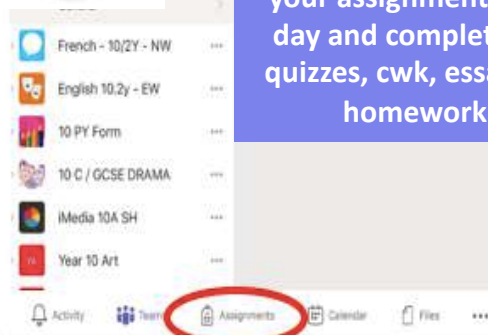 your assignment
day and complet
quizzes, cwk, ess
homework
French - 10/2Y - NW
English 10.2y - EW
10 PY Form
10 C / GCSE DRAMA
iMedia 10A SH
Year 10 Art
Activity
Assignments
Calendar
Files